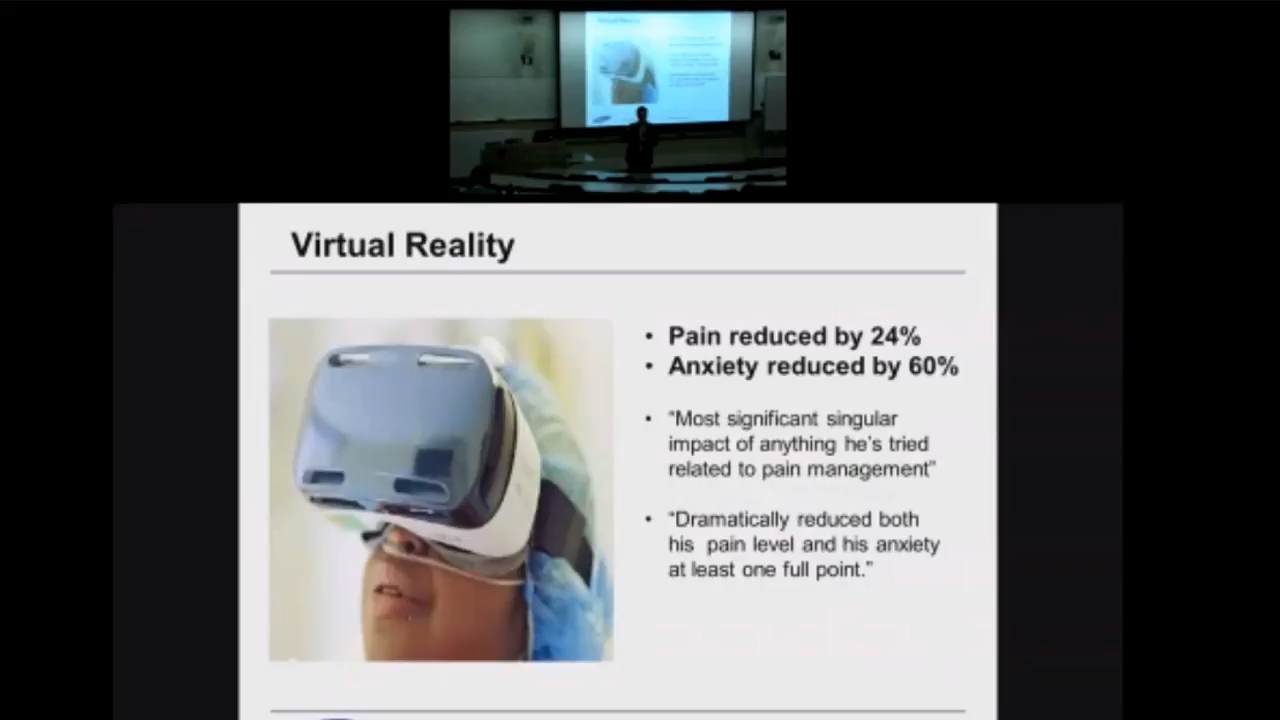 Virtual Reality
• Pain reduced by 24%
• Anxiety reduced by 60%
• “Most significant singular
impact of anything he’s tried
related to pain management”
• “Dramatically reduced both
his pain level and his anxiety
at least one full point.”